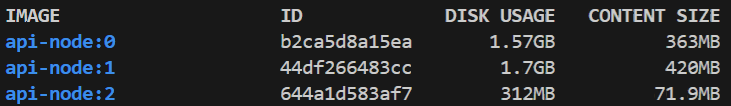 IMAGE ID DISK USAGE CONTENT SIZE
api-node:0 b2ca5d8a15ea 1.57GB 363MB
api-node:1 44df266483cc 1.7GB 420MB
api-node:2 644a1d583af7 312MB 71.9MB